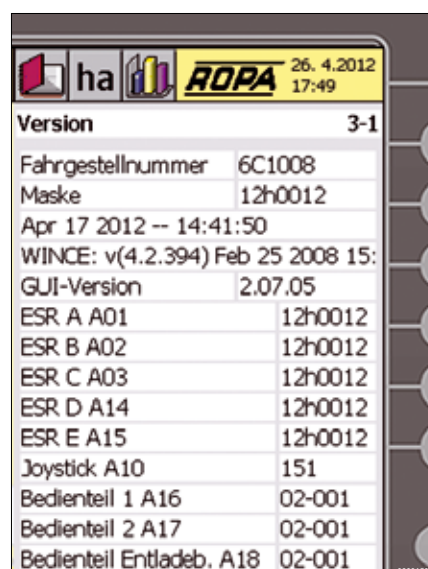 ha ROPA 26. 4.2012
17:49
Version 3-1
Fahrgestellnummer 6C1008
Maske 12h0012
Apr 17 2012 -- 14:41:50
WINCE: v(4.2.394) Feb 25 2008 15:
GUI-Version 2.07.05
ESR A A01 12h0012
ESR B A02 12h0012
ESR C A03 12h0012
ESR D A14 12h0012
ESR E A15 12h0012
Joystick A10 151
Bedienteil 1 A16 02-001
Bedienteil 2 A17 02-001
Bedienteil Entladeb. A18 02-001